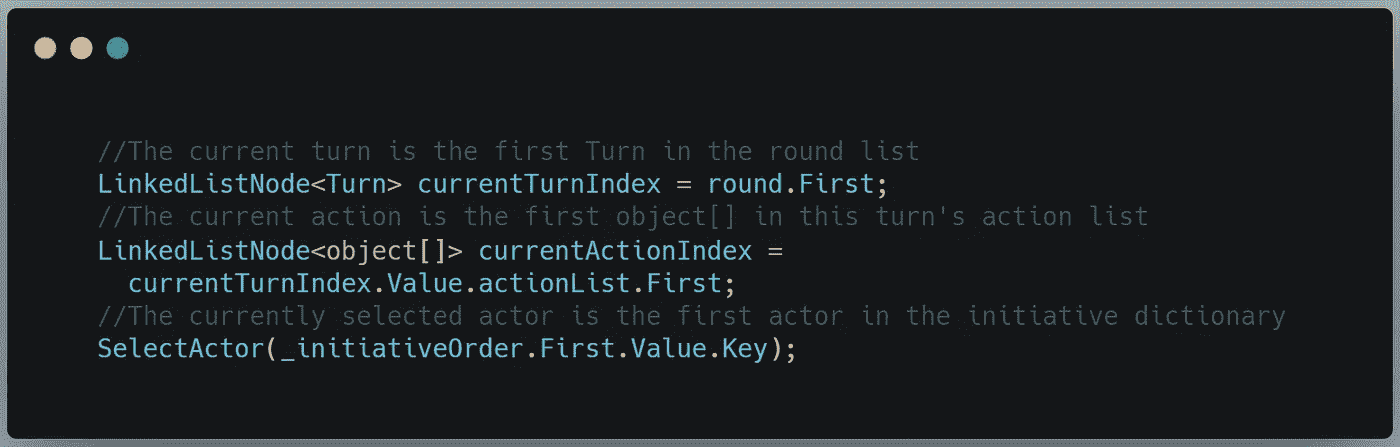 //The current turn is the first Turn in the round list
LinkedListNode<Turn> currentTurnIndex = round.First;
//The current action is the first object[] in this turn's action list
LinkedListNode<object[]> currentActionIndex =
  currentTurnIndex.Value.actionList.First;
//The currently selected actor is the first actor in the initiative dictionary
SelectActor(_initiativeOrder.First.Value.Key);